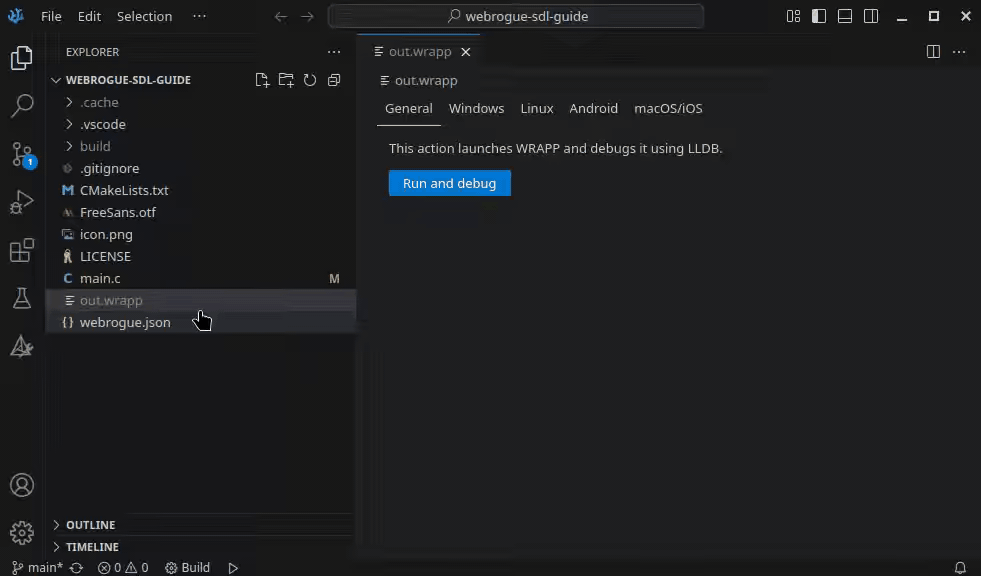 File Edit Selection ···
webrogue-sdl-guide
EXPLORER ···
WEBROGUE-SDL-GUIDE
.cache
.vscode
build
.gitignore
CMakeLists.txt
FreeSans.otf
icon.png
LICENSE
main.c M
out.wrapp
webrogue.json
OUTLINE
TIMELINE
out.wrapp
out.wrapp
General Windows Linux Android macOS/iOS
This action launches WRAPP and debugs it using LLDB.
Run and debug
1
main* 0 0 Build